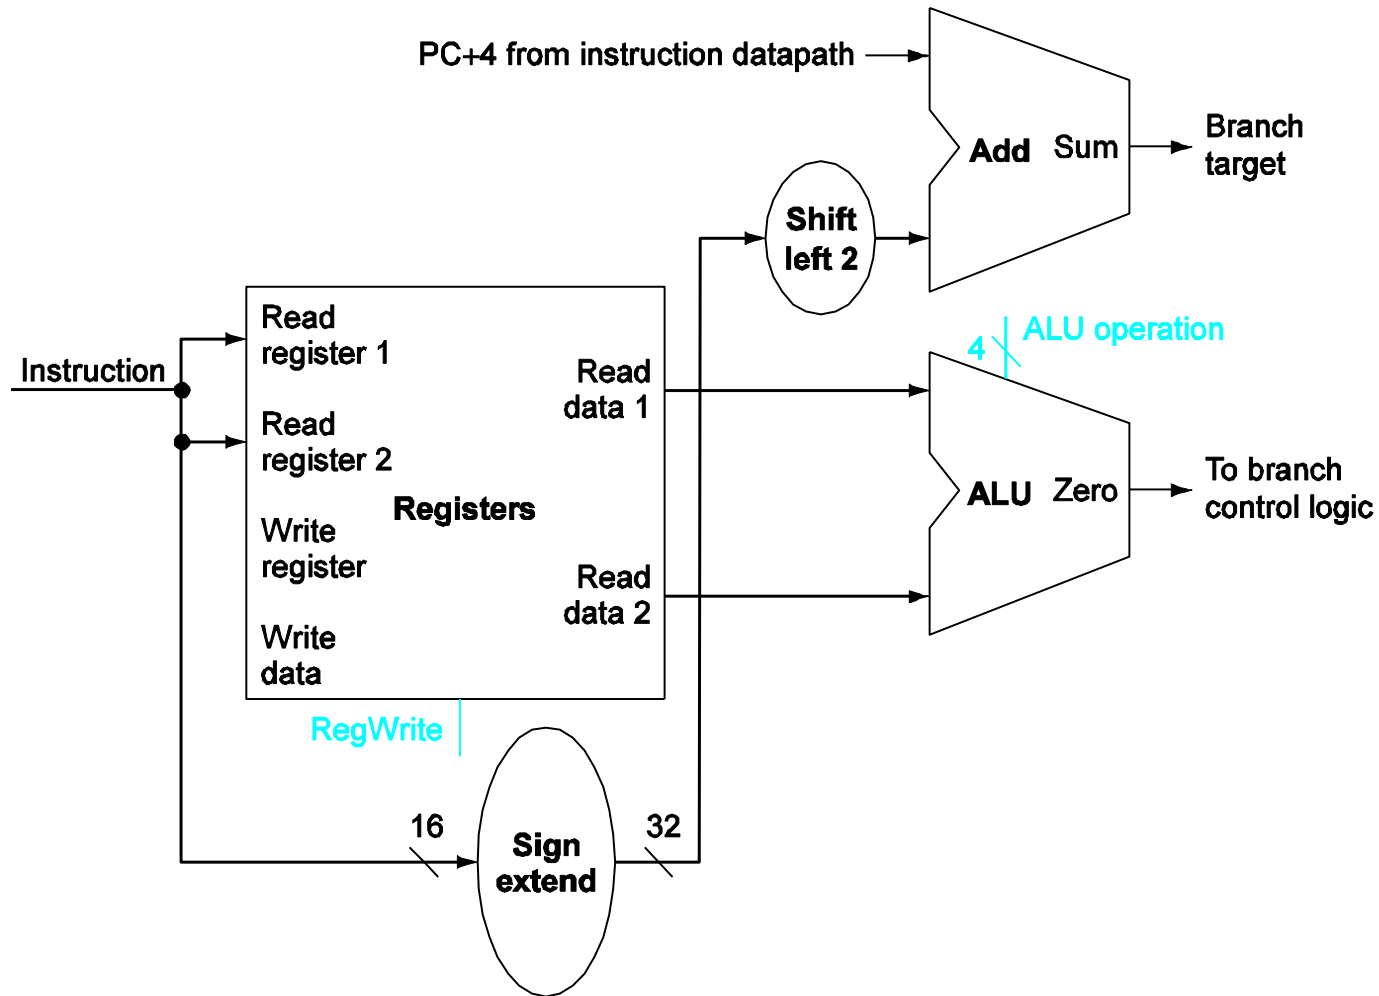 PC+4 from instruction datapath
Add Sum
Branch
target
Shift
left 2
ALU operation
4
Instruction
Read
register 1
Read
data 1
Read
register 2
Registers
ALU Zero
To branch
control logic
Write
register
Read
data 2
Write
data
RegWrite
16
Sign
extend
32